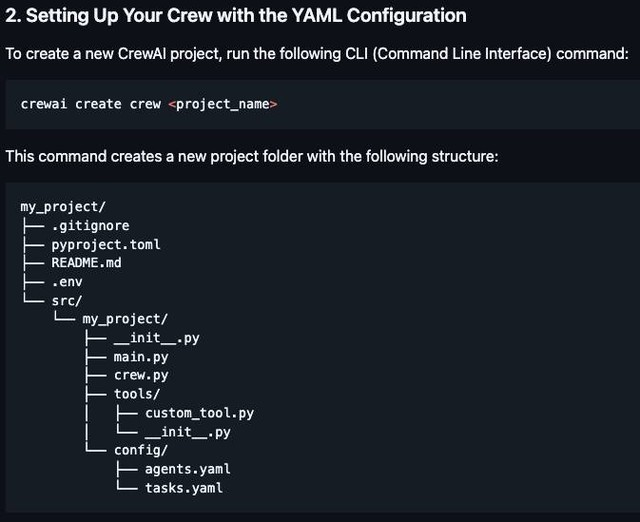 2. Setting Up Your Crew with the YAML Configuration
To create a new CrewAI project, run the following CLI (Command Line Interface) command:
crewai create crew <project_name>
This command creates a new project folder with the following structure:
my_project/
├── .gitignore
├── pyproject.toml
├── README.md
├── .env
└── src/
    └── my_project/
        ├── __init__.py
        ├── main.py
        ├── crew.py
        ├── tools/
        │   ├── custom_tool.py
        │   └── __init__.py
        └── config/
            ├── agents.yaml
            └── tasks.yaml